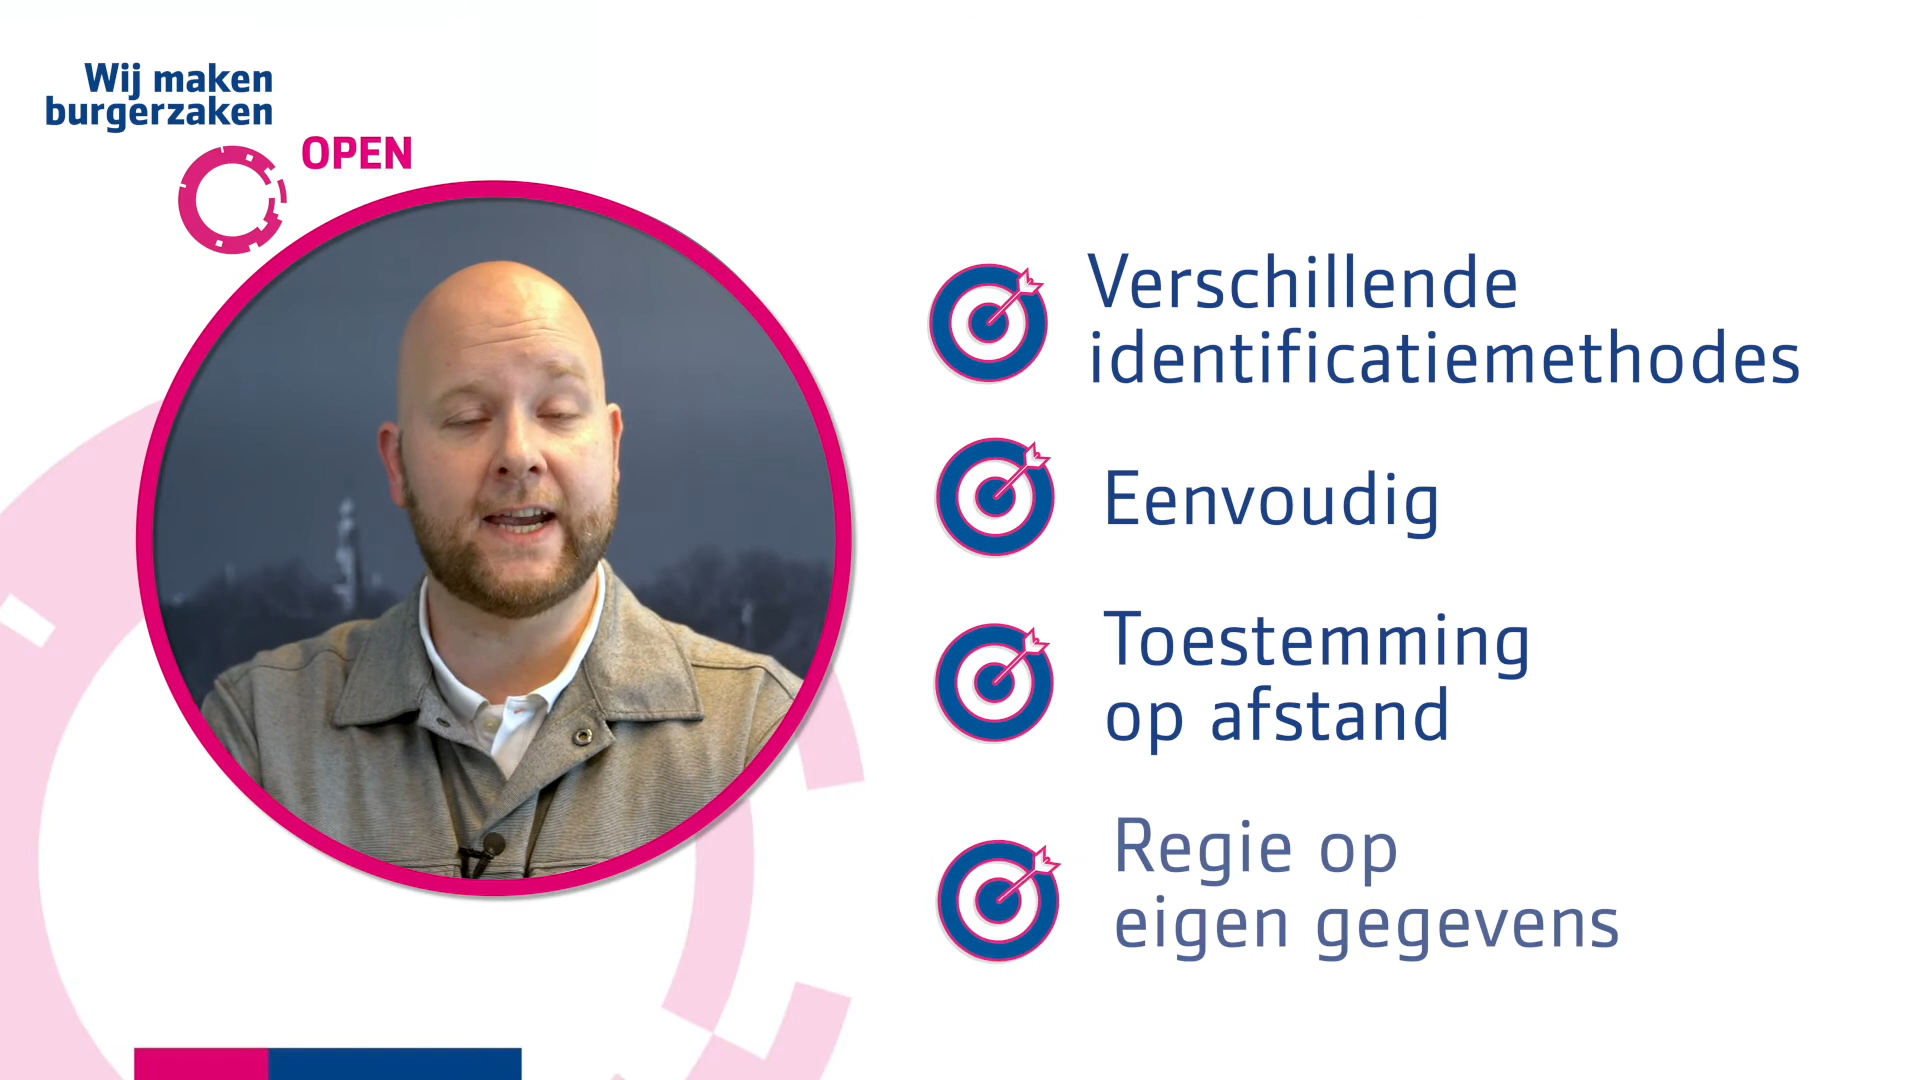 Wij maken
burgerzaken
OPEN
Verschillende
identificatiemethodes
Eenvoudig
Toestemming
op afstand
Regie op
eigen gegevens